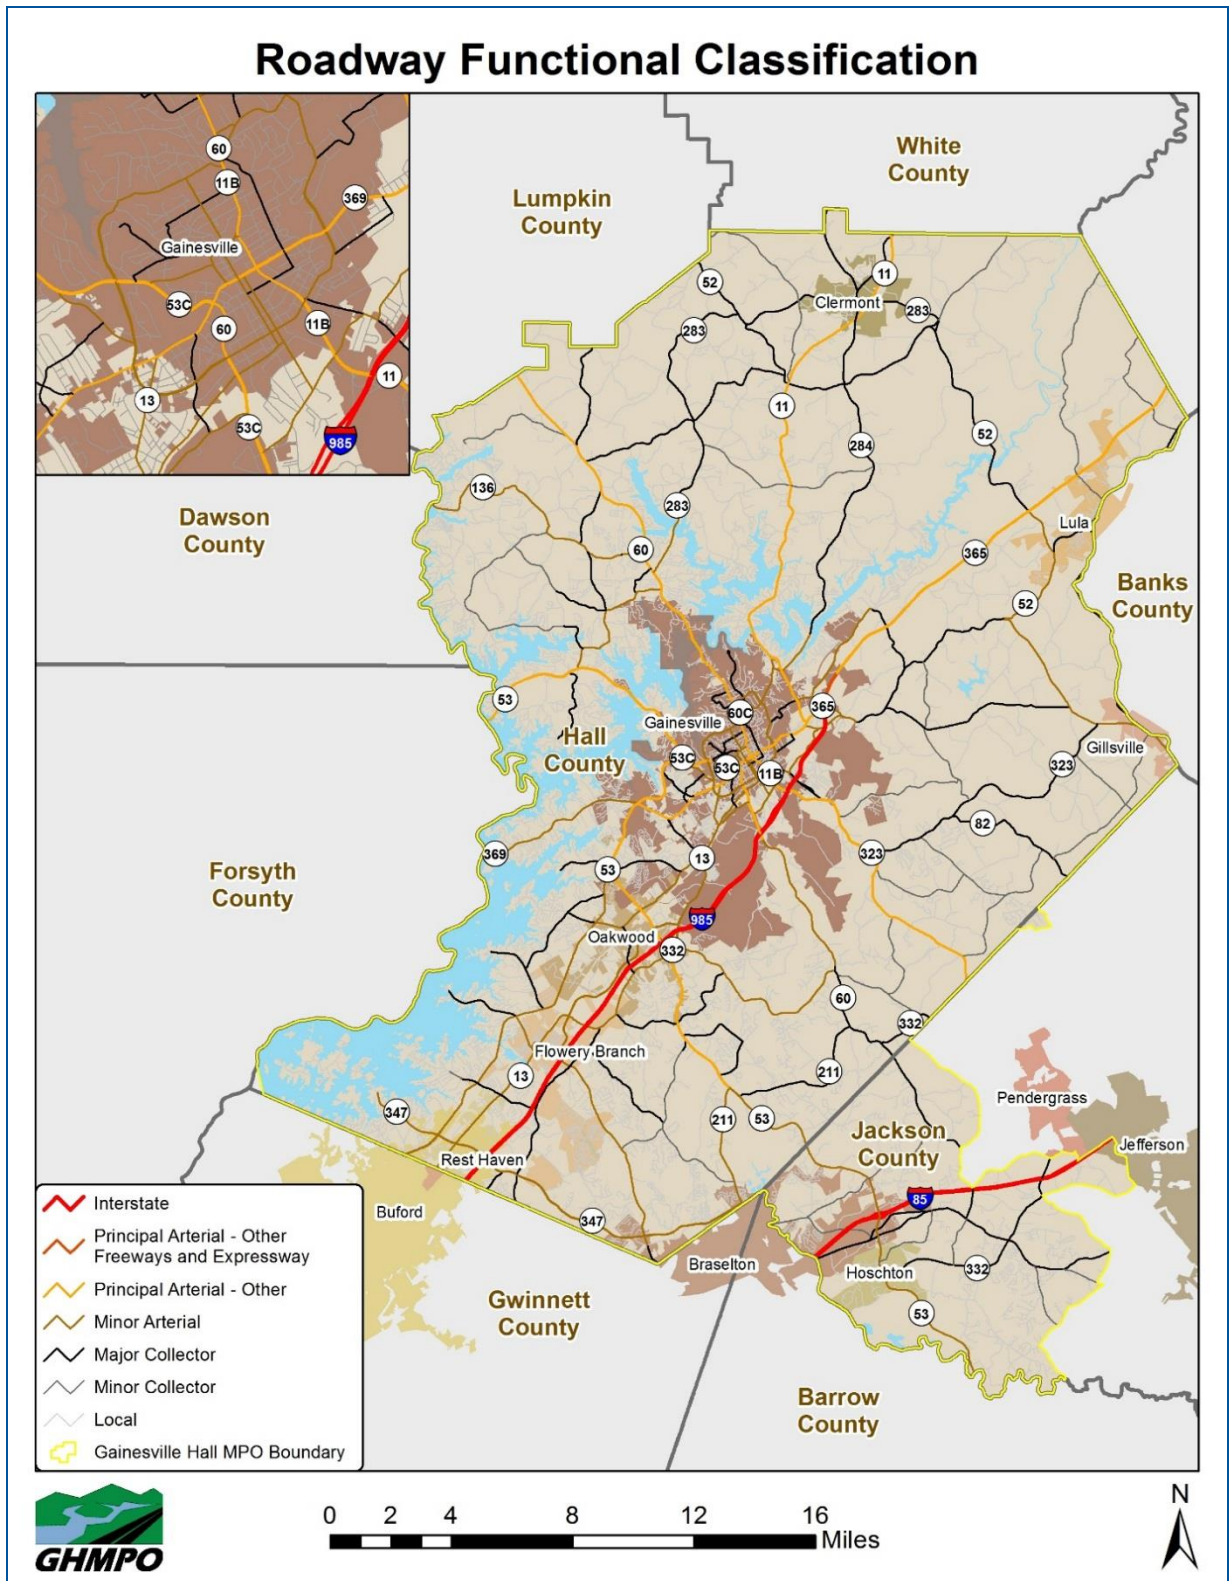 Roadway Functional Classification
60
11B
369
Gainesville
53C
60
11B
11
13
53C
985
White
County
Lumpkin
County
52
11
Clermont
283
283
11
284
52
136
283
Dawson
County
60
Lula
365
Banks
County
52
53
60C
365
Gainesville
Hall
County
53C
53C
11B
Gillsville
323
82
369
13
323
53
Forsyth
County
985
Oakwood
332
60
332
Flowery Branch
13
211
Pendergrass
347
211
53
Jackson
County
Jefferson
Rest Haven
85
Buford
347
Braselton
Hoschton
332
Gwinnett
County
53
Barrow
County
Interstate
Principal Arterial - Other
Freeways and Expressway
Principal Arterial - Other
Minor Arterial
Major Collector
Minor Collector
Local
Gainesville Hall MPO Boundary
GHMPO
0 2 4 8 12 16
Miles
N